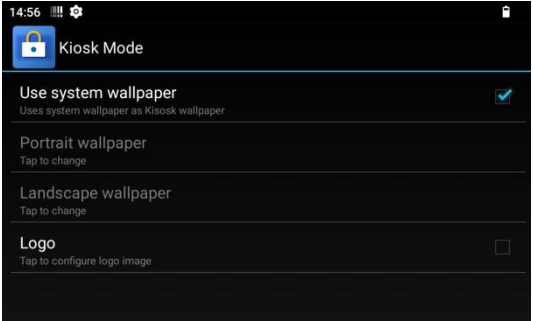 14:56
Kiosk Mode
Use system wallpaper
Uses system wallpaper as Kisosk wallpaper
Portrait wallpaper
Tap to change
Landscape wallpaper
Tap to change
Logo
Tap to configure logo image